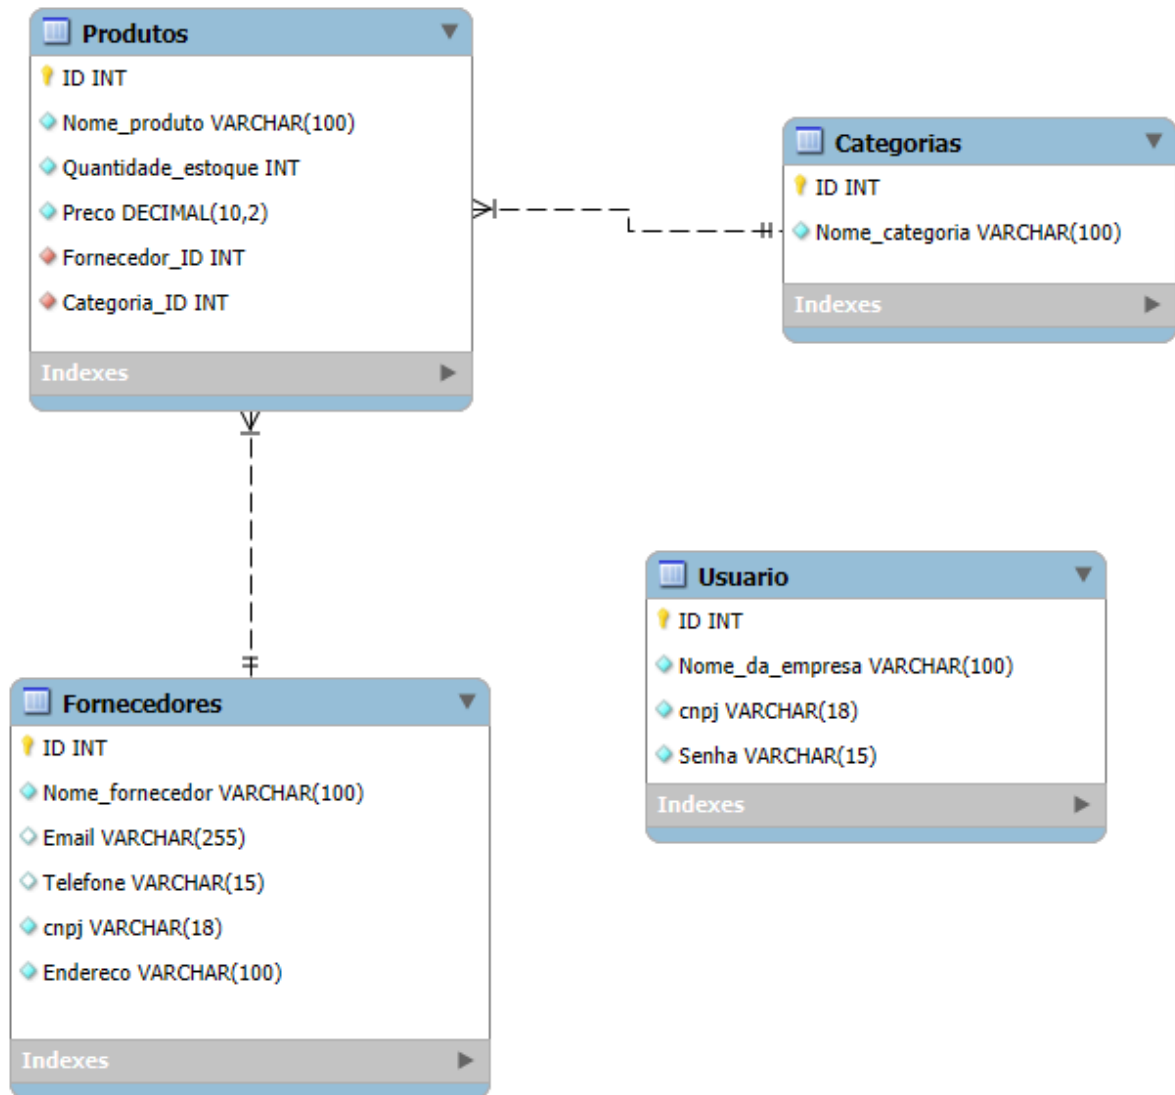 Produtos
ID INT
Nome_produto VARCHAR(100)
Quantidade_estoque INT
Preco DECIMAL(10,2)
Fornecedor_ID INT
Categoria_ID INT
Indexes
Categorias
ID INT
Nome_categoria VARCHAR(100)
Indexes
Usuario
ID INT
Nome_da_empresa VARCHAR(100)
cnpj VARCHAR(18)
Senha VARCHAR(15)
Indexes
Fornecedores
ID INT
Nome_fornecedor VARCHAR(100)
Email VARCHAR(255)
Telefone VARCHAR(15)
cnpj VARCHAR(18)
Endereco VARCHAR(100)
Indexes